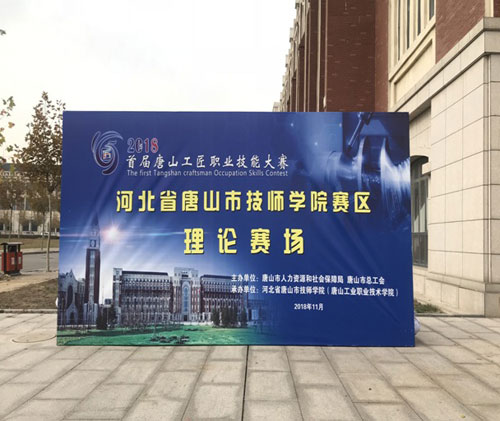 2018
首届唐山工匠职业技能大赛
The first Tangshan craftsman Occupation Skills Contest
河北省唐山市技师学院赛区
理论赛场
主办单位：唐山市人力资源和社会保障局 唐山市总工会
承办单位：河北省唐山市技师学院（唐山工业职业技术学院）
2018年11月